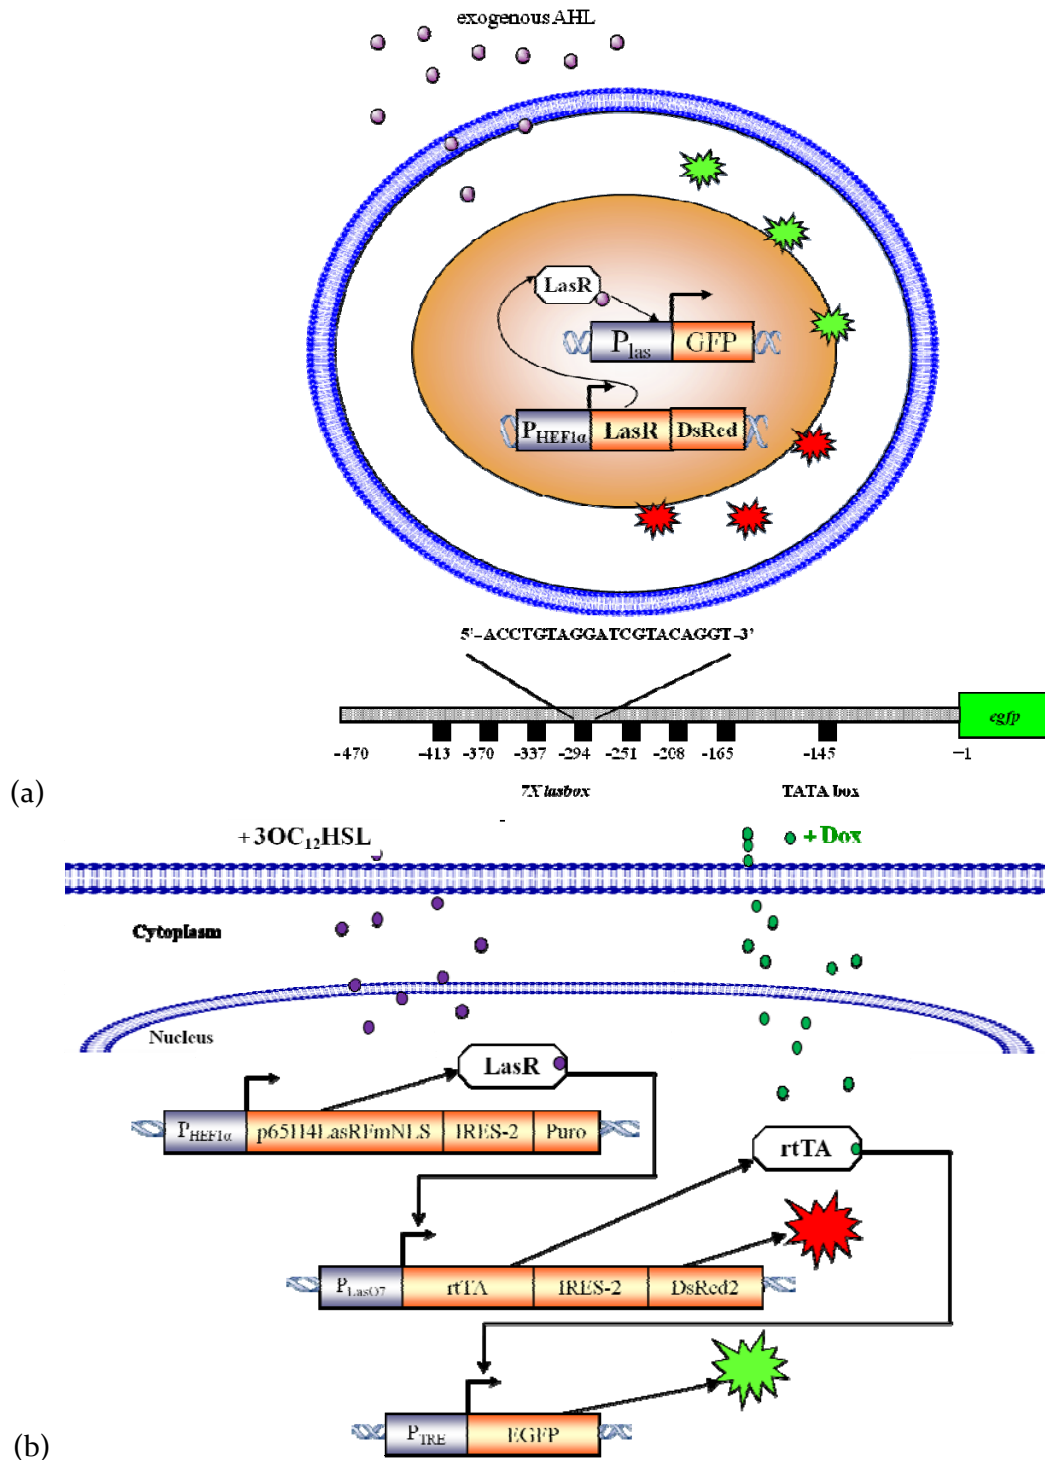 exogenous AHL
LasR
Plas GFP
PHEF1α LasR DsRed
5'-ACCTGTAGGATCGTACAGGT-3'
egfp
-470 -413 -370 -337 -294 -251 -208 -165 -145 -1
(a)
7X lasbox TATA box
+ 3OC12HSL + Dox
Cytoplasm
Nucleus
LasR
PHEF1α p65H4LasRFmNLS IRES-2 Puro
rtTA
PLasO7 rtTA IRES-2 DsRed2
PTRE EGFP
(b)